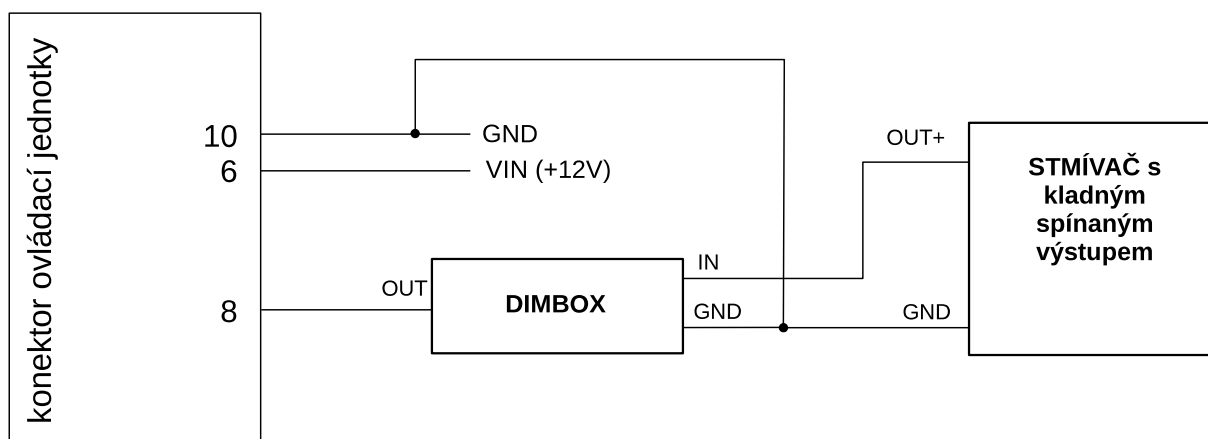 konektor ovládací jednotky
10
GND
6
VIN (+12V)
8
OUT
DIMBOX
IN
GND
OUT+
GND
STMÍVAČ s
kladným
spínaným
výstupem